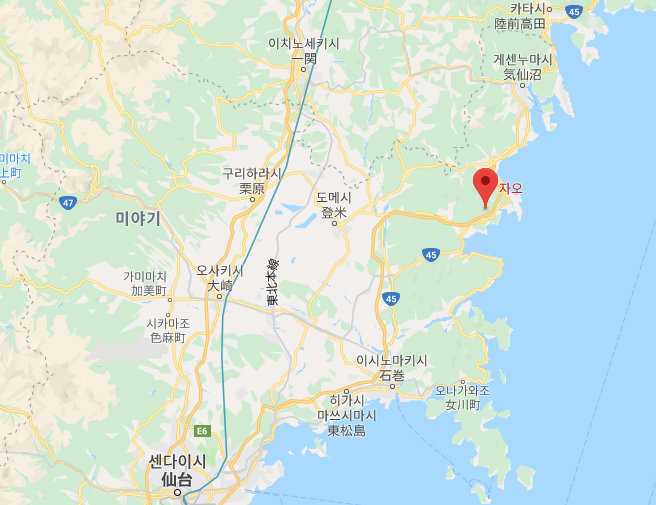 카타시
陸前高田
45
이치노세키시
一関
게센누마시
気仙沼
미마치
上町
구리하라시
栗原
자오
47
미야기
도메시
登米
45
東北本線
오사키시
大崎
가미마치
加美町
45
시카마조
色麻町
이시노마키시
石巻
오나가와조
女川町
히가시
마쓰시마시
東松島
E6
센다이시
仙台